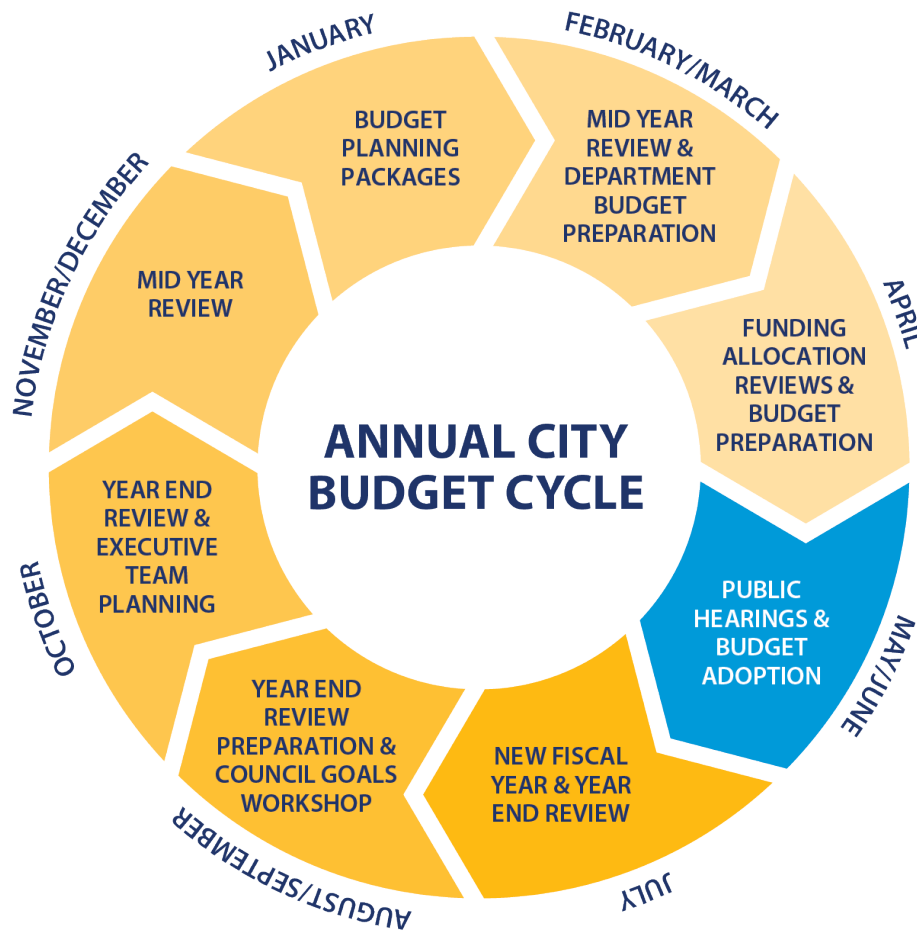 ANNUAL CITY
BUDGET CYCLE
JANUARY
BUDGET
PLANNING
PACKAGES
FEBRUARY/MARCH
MID YEAR
REVIEW &
DEPARTMENT
BUDGET
PREPARATION
APRIL
FUNDING
ALLOCATION
REVIEWS &
BUDGET
PREPARATION
MAY/JUNE
PUBLIC
HEARINGS &
BUDGET
ADOPTION
JULY
NEW FISCAL
YEAR & YEAR
END REVIEW
AUGUST/SEPTEMBER
YEAR END
REVIEW
PREPARATION &
COUNCIL GOALS
WORKSHOP
OCTOBER
YEAR END
REVIEW &
EXECUTIVE
TEAM
PLANNING
NOVEMBER/DECEMBER
MID YEAR
REVIEW